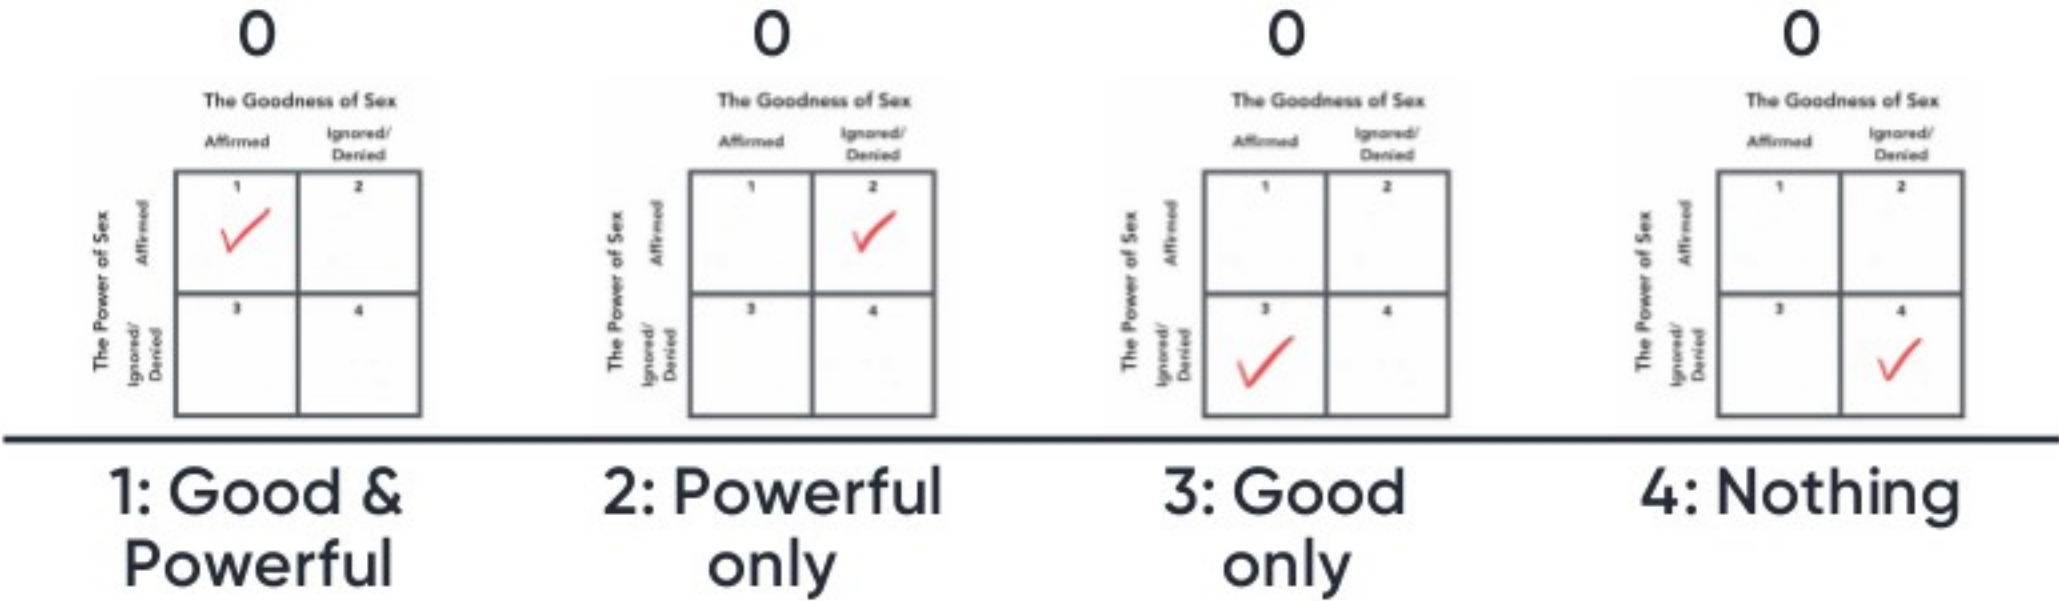 0
The Goodness of Sex
Affirmed
Ignored/
Denied
The Power of Sex
Affirmed
Ignored/
Denied
1
2
3
4
1: Good &
Powerful
0
The Goodness of Sex
Affirmed
Ignored/
Denied
The Power of Sex
Affirmed
Ignored/
Denied
1
2
3
4
2: Powerful
only
0
The Goodness of Sex
Affirmed
Ignored/
Denied
The Power of Sex
Affirmed
Ignored/
Denied
1
2
3
4
3: Good
only
0
The Goodness of Sex
Affirmed
Ignored/
Denied
The Power of Sex
Affirmed
Ignored/
Denied
1
2
3
4
4: Nothing